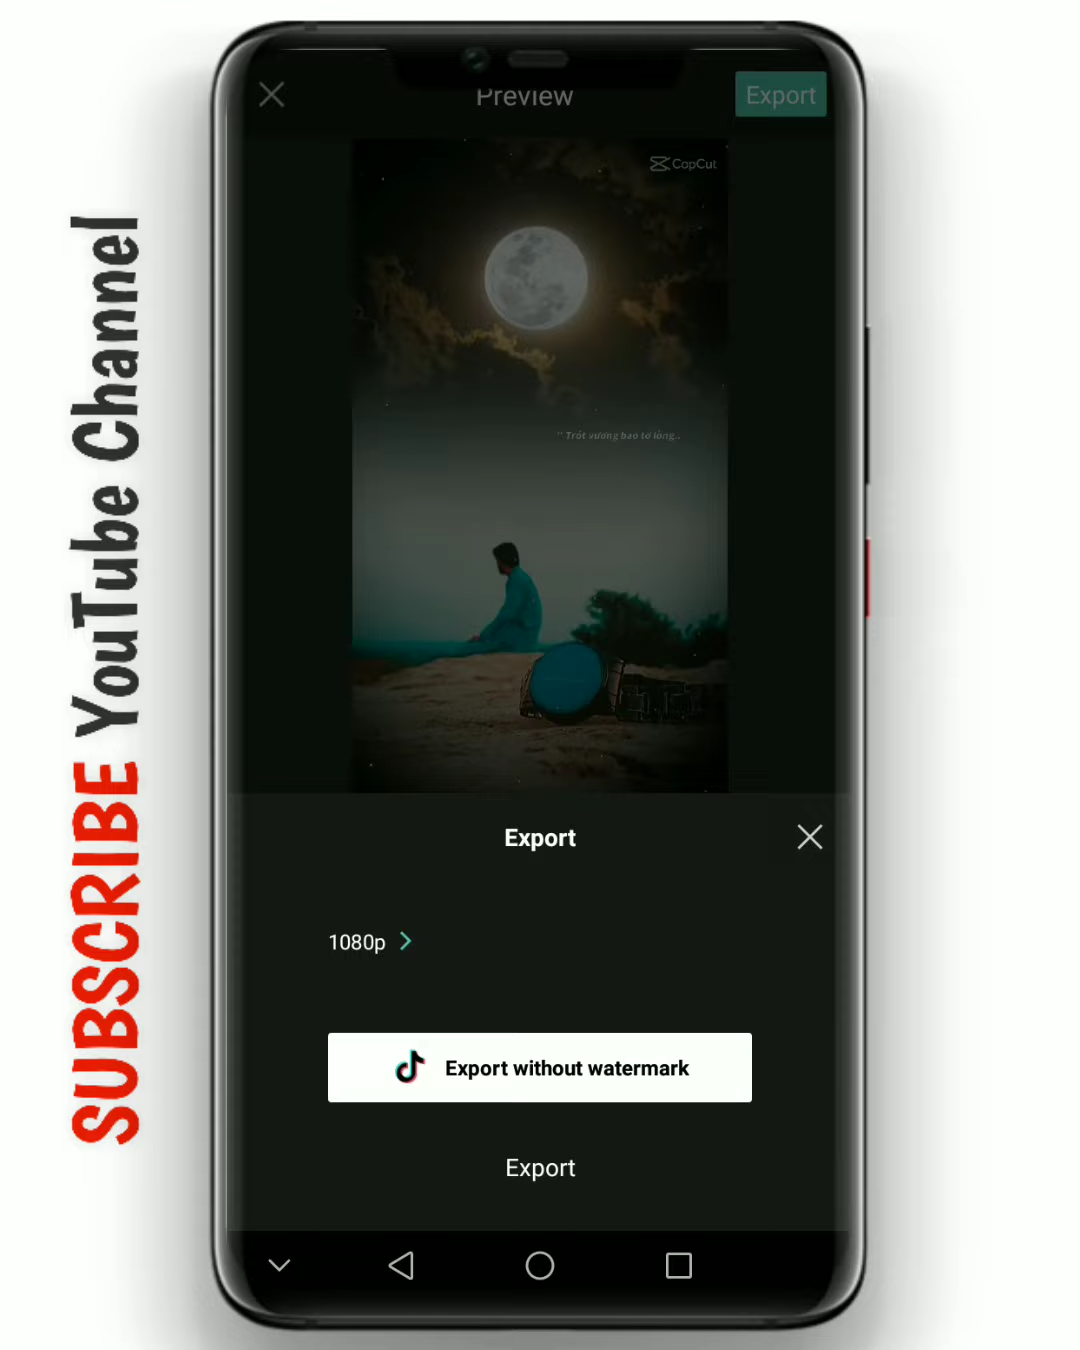 SUBSCRIBE YouTube Channel
Preview
Export
CapCut
" Trót vương bao tơ lòng..
Export
1080p
Export without watermark
Export